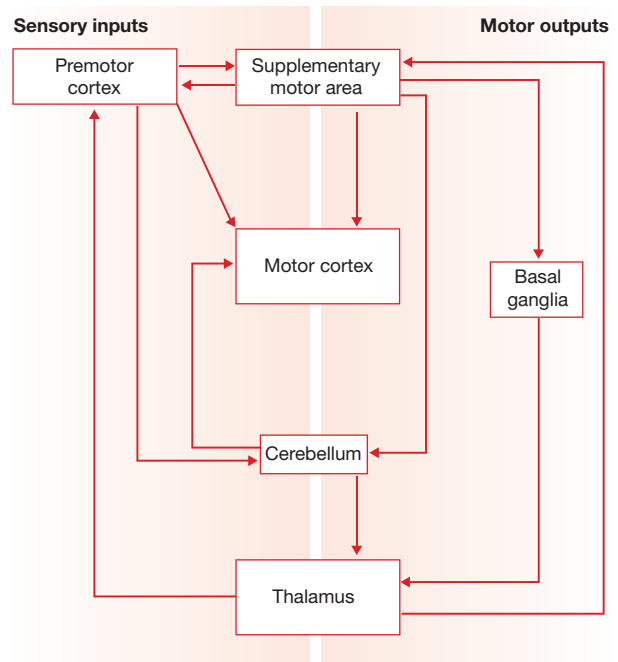 Sensory inputs
Motor outputs
Premotor
cortex
Supplementary
motor area
Motor cortex
Basal
ganglia
Cerebellum
Thalamus